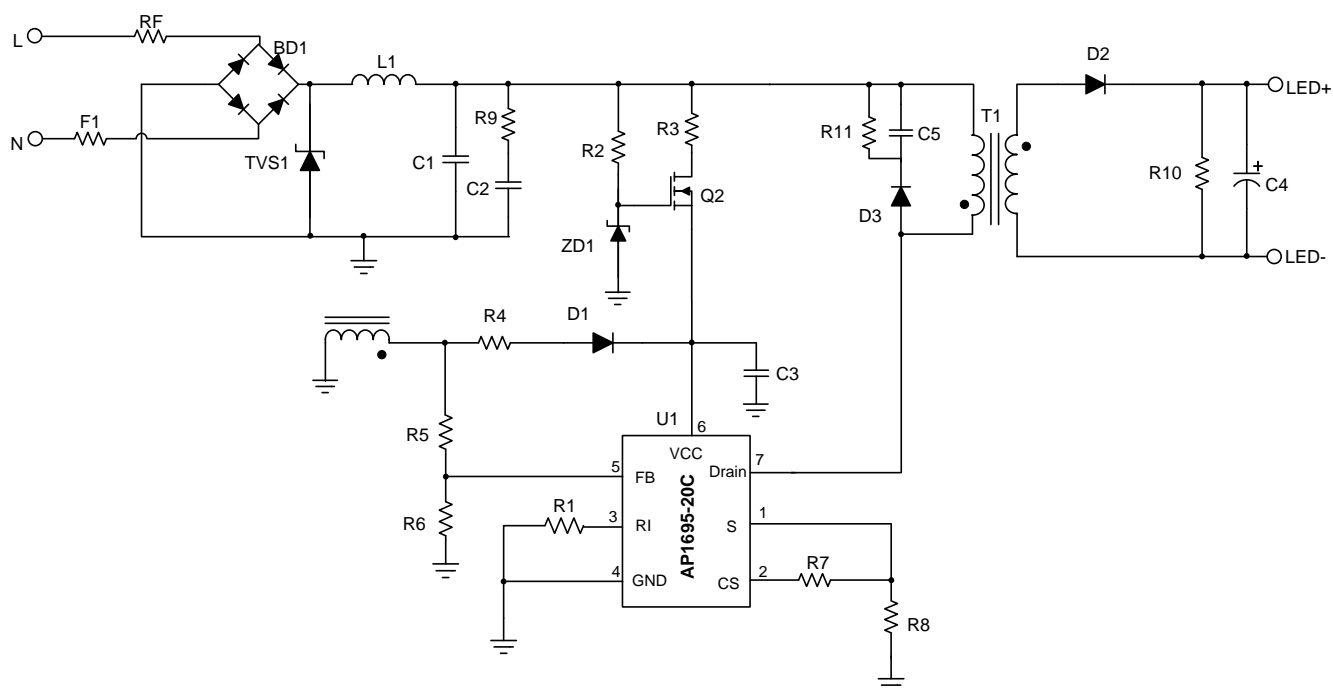 RF
L
BD1
L1
D2
LED+
F1
N
R9
R3
R11
C5
T1
R2
TVS1
C1
C2
Q2
R10
+
C4
D3
ZD1
LED-
R4
D1
C3
U1
6
R5
VCC
7
5
FB
Drain
AP1695-20C
R6
R1
3
RI
1
S
R7
4
GND
2
CS
R8